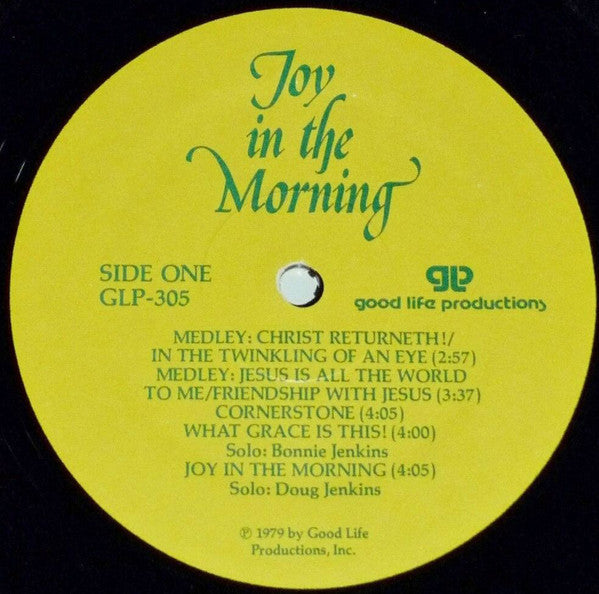 Joy
in the
Morning
SIDE ONE
GLP-305
glp
good life productions
MEDLEY: CHRIST RETURNETH!/
IN THE TWINKLING OF AN EYE (2:57)
MEDLEY: JESUS IS ALL THE WORLD
TO ME/FRIENDSHIP WITH JESUS (3:37)
CORNERSTONE (4:05)
WHAT GRACE IS THIS! (4:00)
Solo: Bonnie Jenkins
JOY IN THE MORNING (4:05)
Solo: Doug Jenkins
℗ 1979 by Good Life
Productions, Inc.